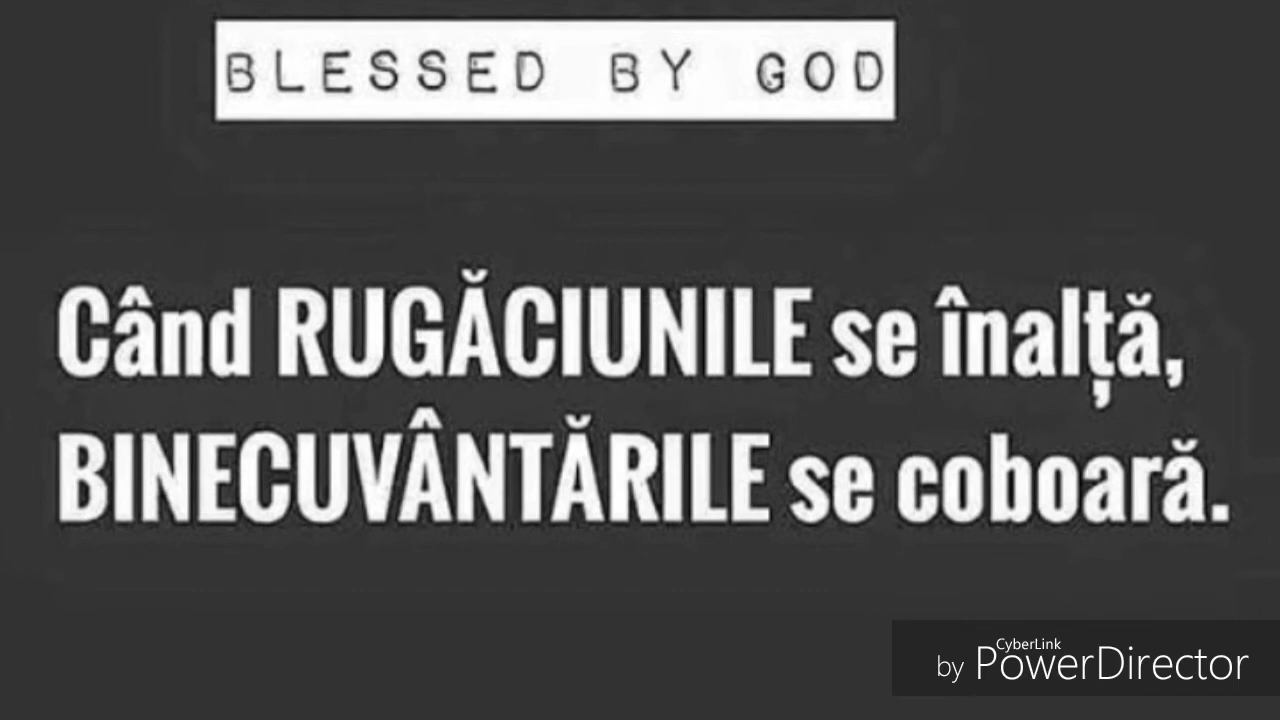 BLESSED BY GOD
Când RUGĂCIUNILE se înalță,
BINECUVÂNTĂRILE se coboară.
CyberLink
by PowerDirector